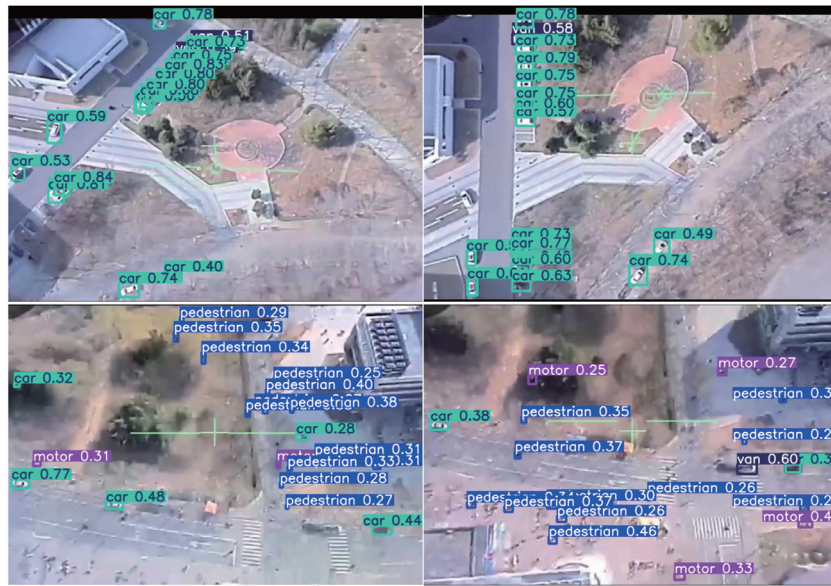 car 0.78
van 0.51
car 0.73
car 0.83
car 0.80
car 0.80
car 0.59
car 0.53
car 0.84
car 0.40
car 0.74
car 0.78
van 0.58
car 0.73
car 0.79
car 0.75
car 0.75
car 0.60
car 0.57
car 0.73
car 0.77
car 0.60
car 0.63
car 0.49
car 0.74
pedestrian 0.29
pedestrian 0.35
pedestrian 0.34
pedestrian 0.25
pedestrian 0.40
pedestrian 0.38
car 0.32
car 0.28
motor 0.31
pedestrian 0.31
pedestrian 0.33
car 0.77
pedestrian 0.28
car 0.48
pedestrian 0.27
car 0.44
motor 0.27
motor 0.25
car 0.38
pedestrian 0.35
pedestrian 0.37
van 0.60
pedestrian 0.26
pedestrian 0.37
pedestrian 0.26
pedestrian 0.46
motor 0.33